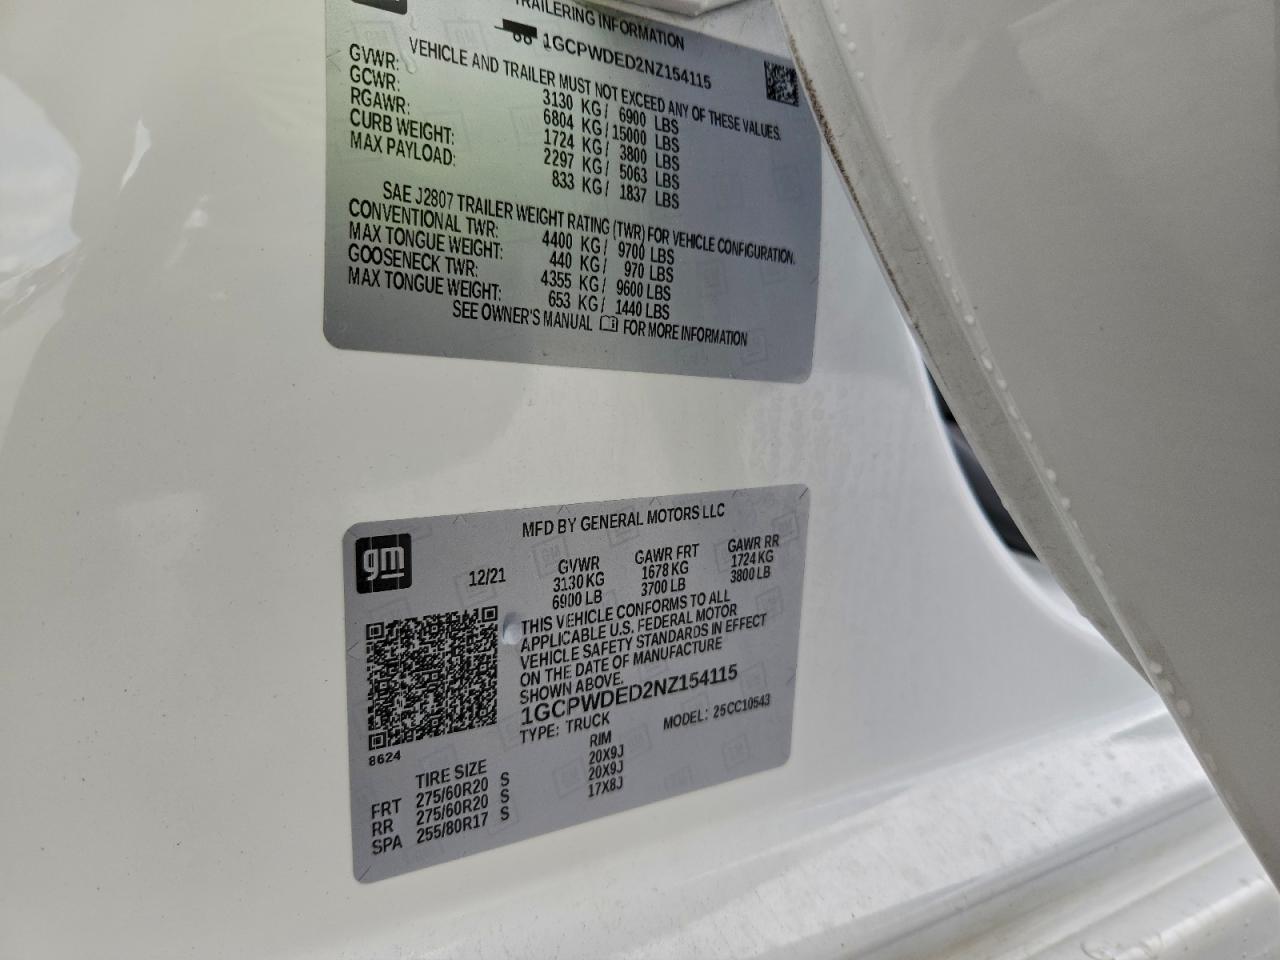 TRAILERING INFORMATION
1GCPWDED2NZ154115
VEHICLE AND TRAILER MUST NOT EXCEED ANY OF THESE VALUES.
GVWR: 3130 KG/ 6900 LBS
GCWR: 6804 KG/ 15000 LBS
RGAWR: 1724 KG/ 3800 LBS
CURB WEIGHT: 2297 KG/ 5063 LBS
MAX PAYLOAD: 833 KG/ 1837 LBS
SAE J2807 TRAILER WEIGHT RATING (TWR) FOR VEHICLE CONFIGURATION.
CONVENTIONAL TWR: 4400 KG/ 9700 LBS
MAX TONGUE WEIGHT: 440 KG/ 970 LBS
GOOSENECK TWR: 4355 KG/ 9600 LBS
MAX TONGUE WEIGHT: 653 KG/ 1440 LBS
SEE OWNER'S MANUAL FOR MORE INFORMATION
MFD BY GENERAL MOTORS LLC
gm
12/21
GVWR GAWR FRT GAWR RR
3130 KG 1678 KG 1724 KG
6900 LB 3700 LB 3800 LB
THIS VEHICLE CONFORMS TO ALL
APPLICABLE U.S. FEDERAL MOTOR
VEHICLE SAFETY STANDARDS IN EFFECT
ON THE DATE OF MANUFACTURE
SHOWN ABOVE.
1GCPWDED2NZ154115
TYPE: TRUCK MODEL: 25CC10543
8624
TIRE SIZE RIM
FRT 275/60R20 S 20X9J
RR 275/60R20 S 20X9J
SPA 255/80R17 S 17X8J